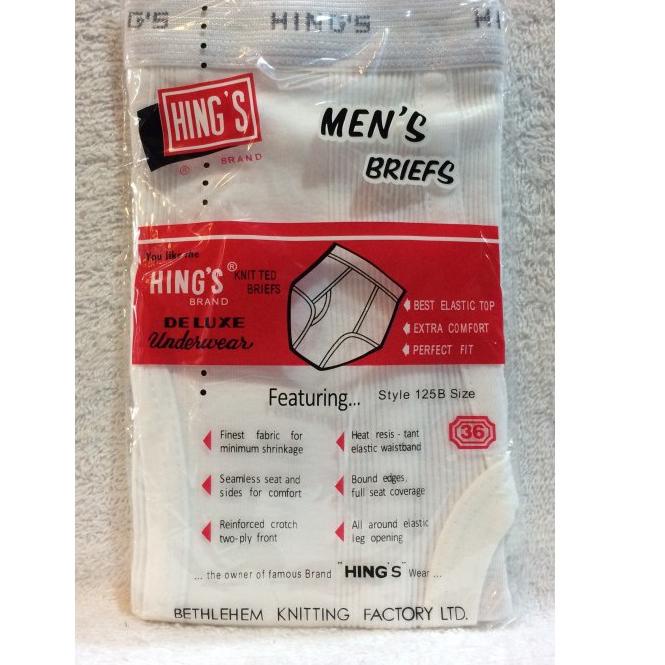 G'S HING'S HI
HING'S
® BRAND
MEN'S
BRIEFS
You like me
HING'S ® KNITTED
BRAND BRIEFS
DE LUXE
Underwear
BEST ELASTIC TOP
EXTRA COMFORT
PERFECT FIT
Featuring... Style 125B Size
36
Finest fabric for
minimum shrinkage
Heat resis-tant
elastic waistband
Seamless seat and
sides for comfort
Bound edges,
full seat coverage
Reinforced crotch
two-ply front
All around elastic
leg opening
... the owner of famous Brand "HING'S" Wear ...
BETHLEHEM KNITTING FACTORY LTD.